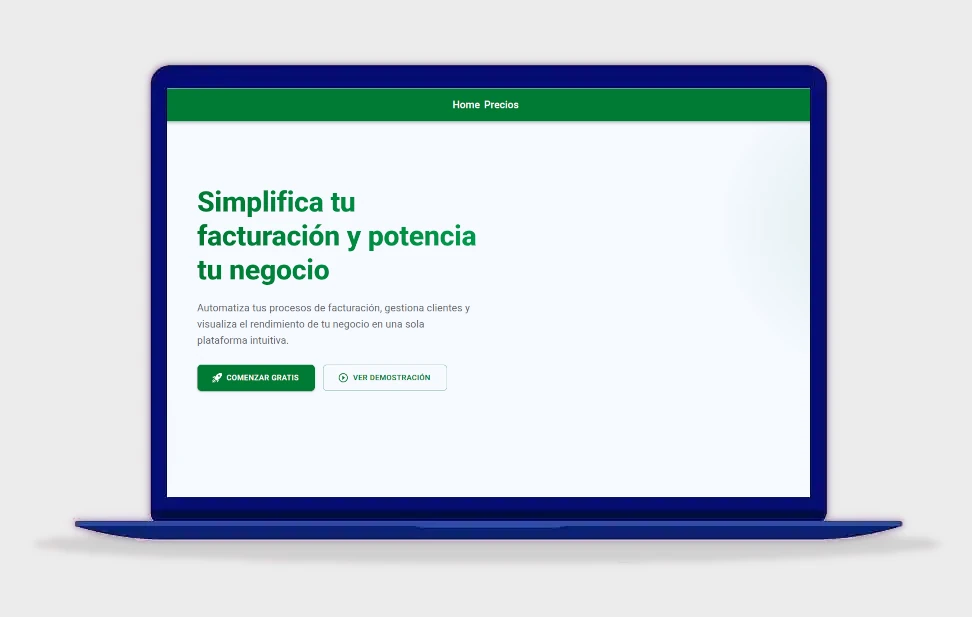 Home Precios
Simplifica tu
facturación y potencia
tu negocio
Automatiza tus procesos de facturación, gestiona clientes y
visualiza el rendimiento de tu negocio en una sola
plataforma intuitiva.
COMENZAR GRATIS VER DEMOSTRACIÓN